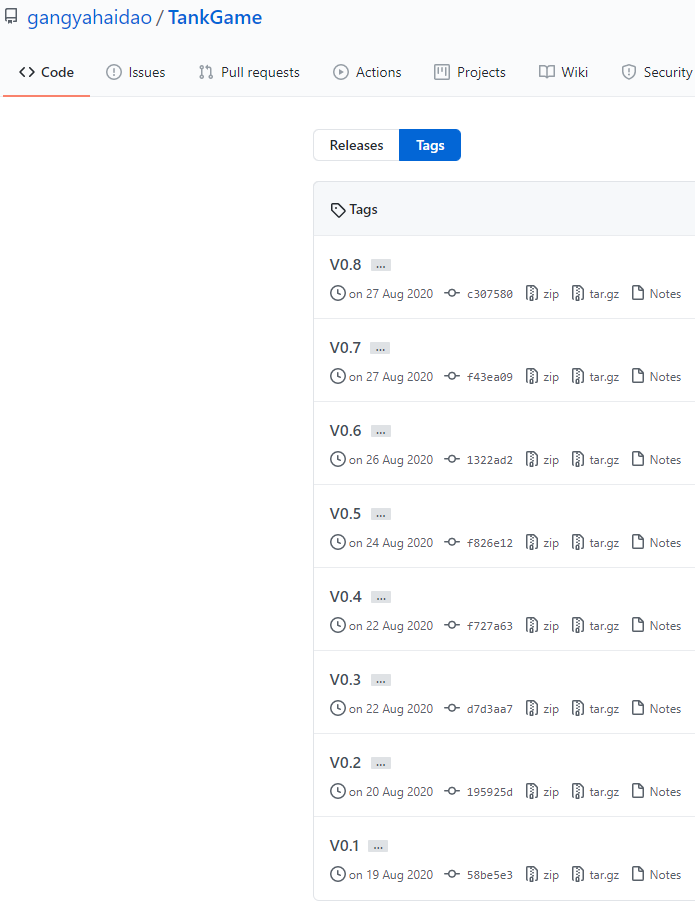 gangyahaidao / TankGame
Code Issues Pull requests Actions Projects Wiki Security
Releases Tags
Tags
V0.8 ...
on 27 Aug 2020 c307580 zip tar.gz Notes
V0.7 ...
on 27 Aug 2020 f43ea09 zip tar.gz Notes
V0.6 ...
on 26 Aug 2020 1322ad2 zip tar.gz Notes
V0.5 ...
on 24 Aug 2020 f826e12 zip tar.gz Notes
V0.4 ...
on 22 Aug 2020 f727a63 zip tar.gz Notes
V0.3 ...
on 22 Aug 2020 d7d3aa7 zip tar.gz Notes
V0.2 ...
on 20 Aug 2020 195925d zip tar.gz Notes
V0.1 ...
on 19 Aug 2020 58be5e3 zip tar.gz Notes